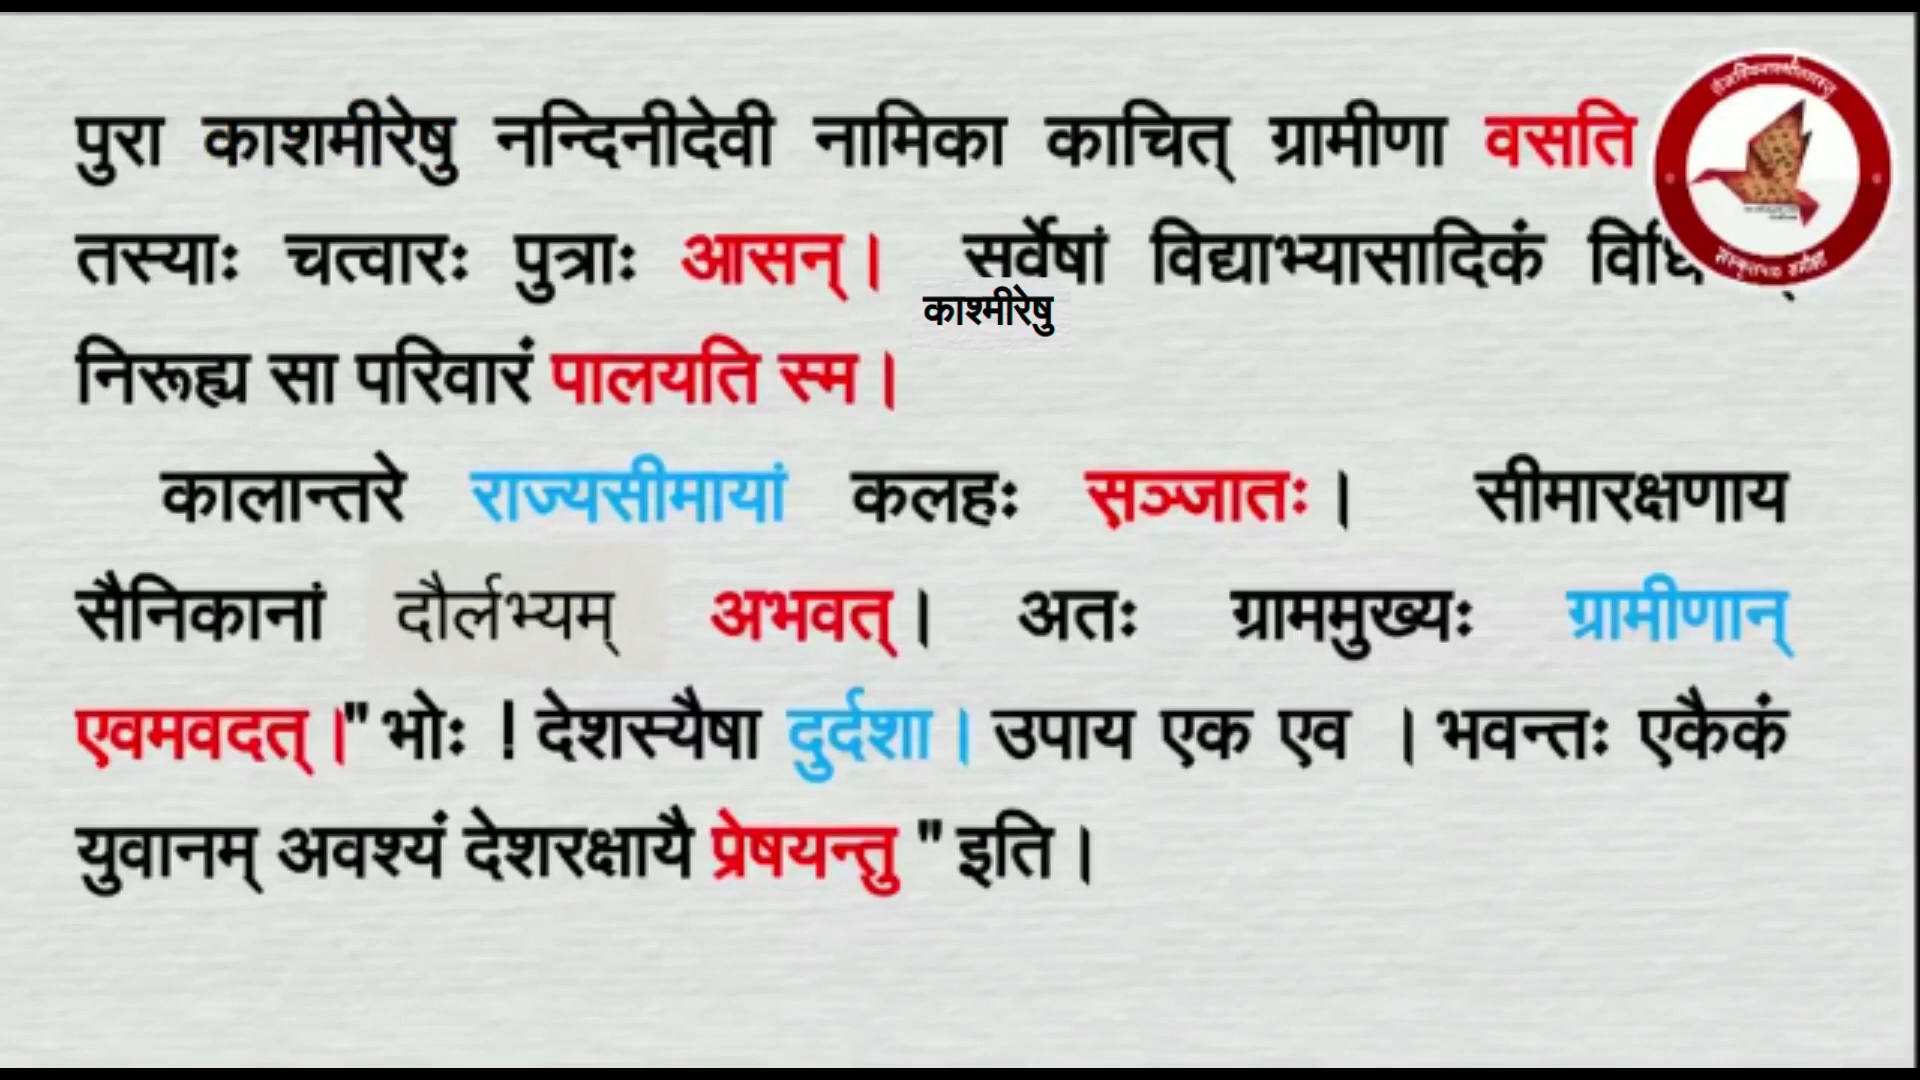 पुरा काशमीरेषु नन्दिनीदेवी नामिका काचित् ग्रामीणा वसति
तस्याः चत्वारः पुत्राः आसन्। सर्वेषां विद्याभ्यासादिकं
काश्मीरेषु
निरूह्य सा परिवारं पालयति स्म।
कालान्तरे राज्यसीमायां कलहः सञ्जातः। सीमारक्षणाय
सैनिकानां दौर्लभ्यम् अभवत्। अतः ग्राममुख्यः ग्रामीणान्
एवमवदत्।"भोः ! देशस्यैषा दुर्दशा। उपाय एक एव । भवन्तः एकैकं
युवानम् अवश्यं देशरक्षायै प्रेषयन्तु " इति।